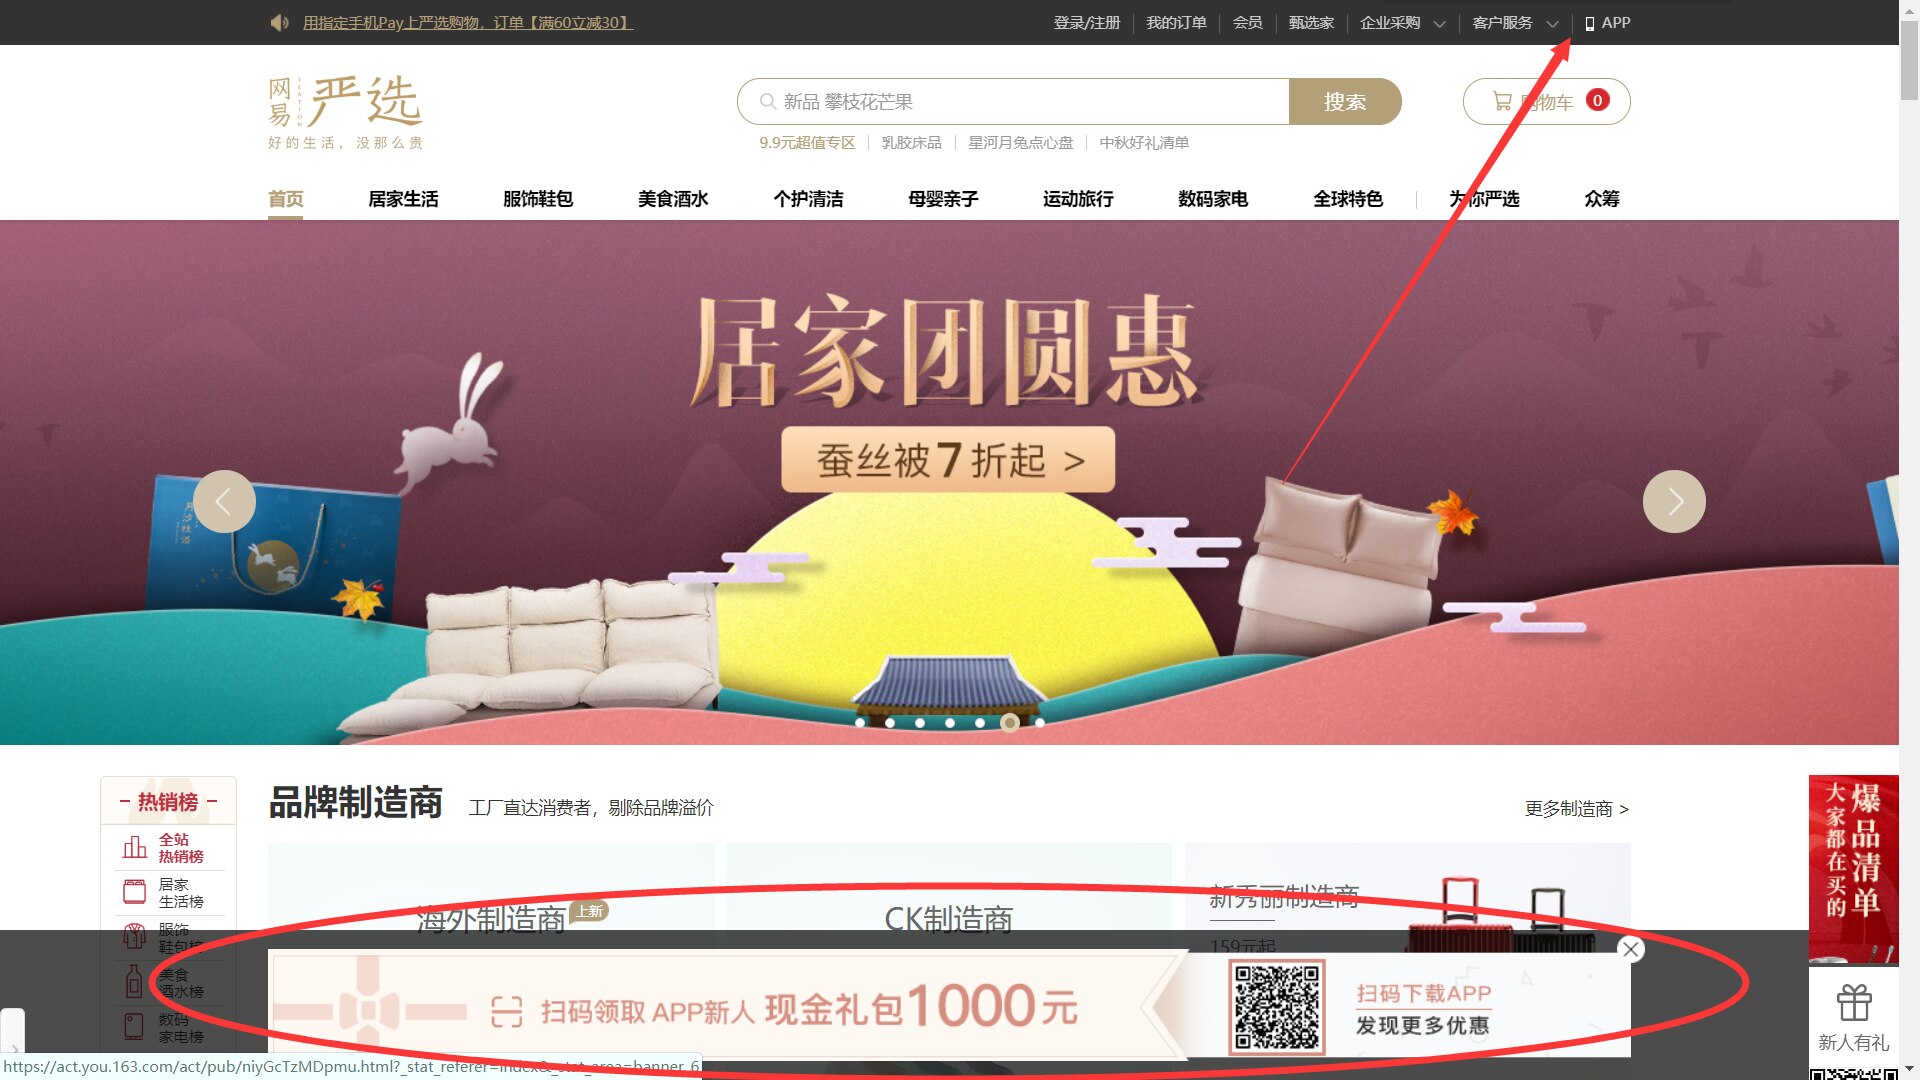 用指定手机Pay上严选购物，订单【满60立减30】
登录/注册 我的订单 会员 甄选家 企业采购 客户服务 APP
网易严选
YEATION
好的生活，没那么贵
新品 攀枝花芒果
搜索
购物车 0
9.9元超值专区 乳胶床品 星河月兔点心盘 中秋好礼清单
首页 居家生活 服饰鞋包 美食酒水 个护清洁 母婴亲子 运动旅行 数码家电 全球特色 为你严选 众筹
居家团圆惠
蚕丝被7折起 >
热销榜
全站
热销榜
居家
生活榜
服饰
鞋包榜
美食
酒水榜
数码
家电榜
品牌制造商 工厂直达消费者，剔除品牌溢价
更多制造商 >
海外制造商 上新
CK制造商
新秀丽制造商
159元起
扫码领取 APP新人 现金礼包1000元
扫码下载APP
发现更多优惠
爆品清单
大家都在买的
新人有礼
https://act.you.163.com/act/pub/niyGcTzMDpmu.html?_stat_referer=index&_stat_area=banner_6